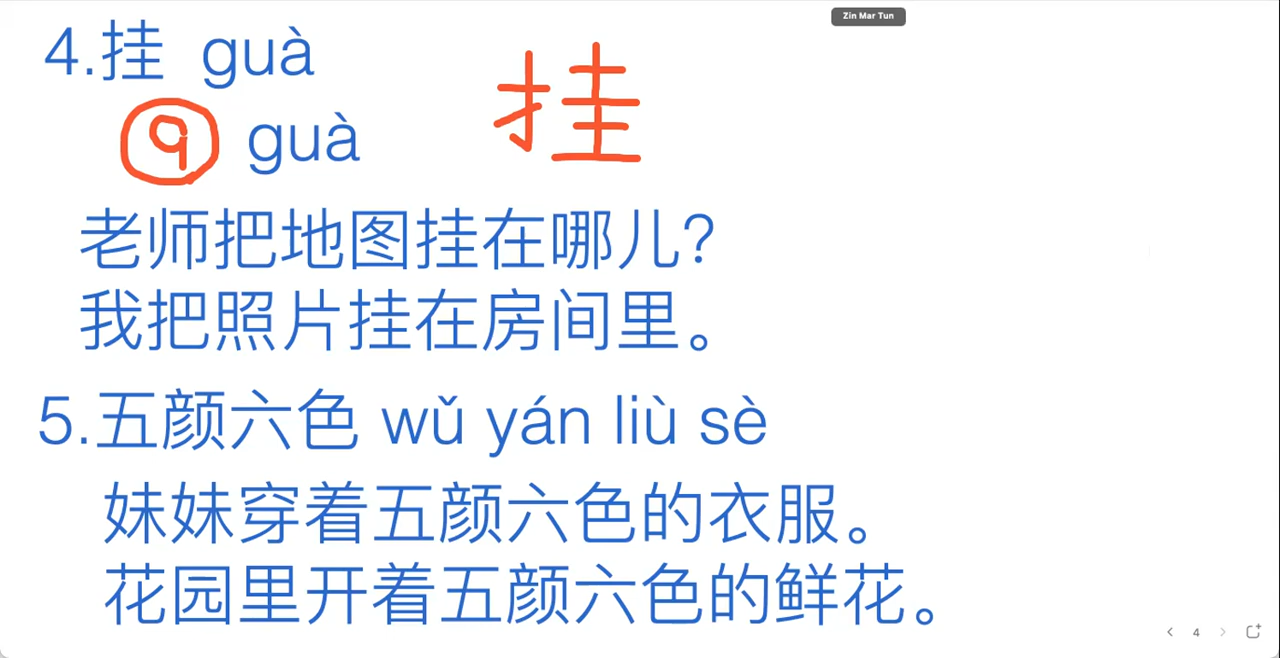 Zin Mar Tun
4.挂 guà 挂
9 guà
老师把地图挂在哪儿?
我把照片挂在房间里。
5.五颜六色 wǔ yán liù sè
妹妹穿着五颜六色的衣服。
花园里开着五颜六色的鲜花。
4